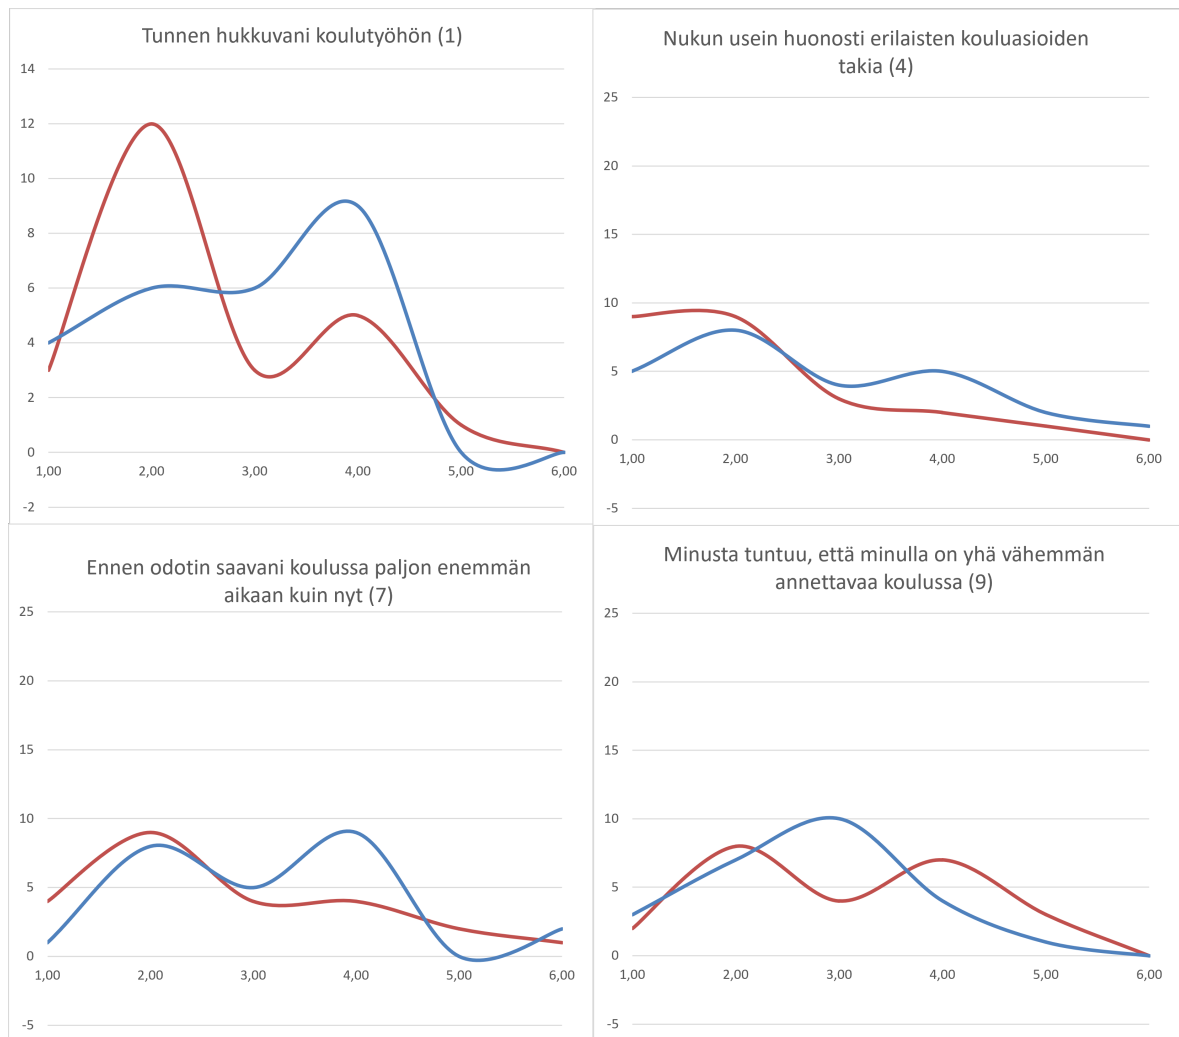 Tunnen hukkuvani koulutyöhön (1)
14
12
10
8
6
4
2
0
1,00 2,00 3,00 4,00 5,00 6,00
-2
Nukun usein huonosti erilaisten kouluasioiden
takia (4)
25
20
15
10
5
0
1,00 2,00 3,00 4,00 5,00 6,00
-5
Ennen odotin saavani koulussa paljon enemmän
aikaan kuin nyt (7)
25
20
15
10
5
0
1,00 2,00 3,00 4,00 5,00 6,00
-5
Minusta tuntuu, että minulla on yhä vähemmän
annettavaa koulussa (9)
25
20
15
10
5
0
1,00 2,00 3,00 4,00 5,00 6,00
-5